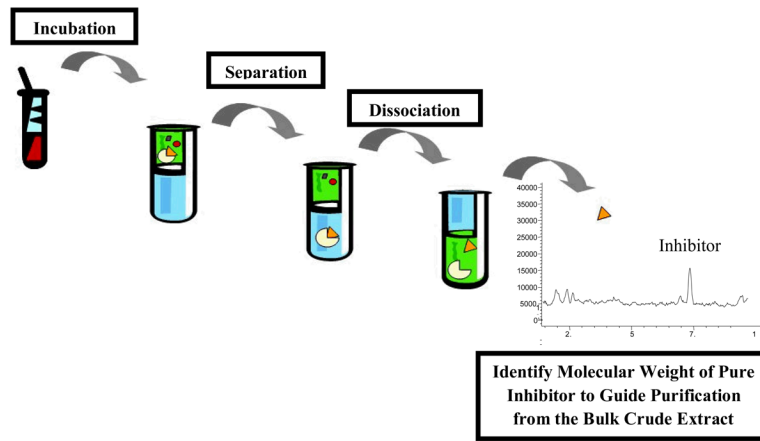 Incubation
Separation
Dissociation
40000
35000
30000
25000
20000
15000
10000
5000
0
Inhibitor
2. 5 7. 1
:
Identify Molecular Weight of Pure
Inhibitor to Guide Purification
from the Bulk Crude Extract